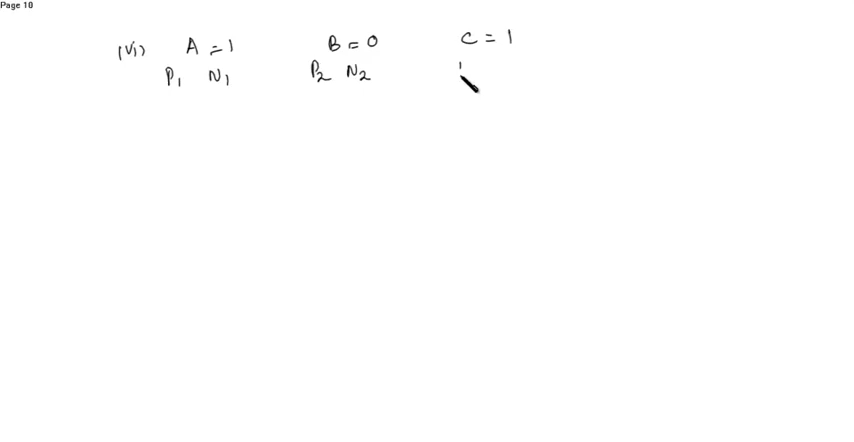 Page 10
(vi) A = 1 B = 0 C = 1
P1 N1 P2 N2